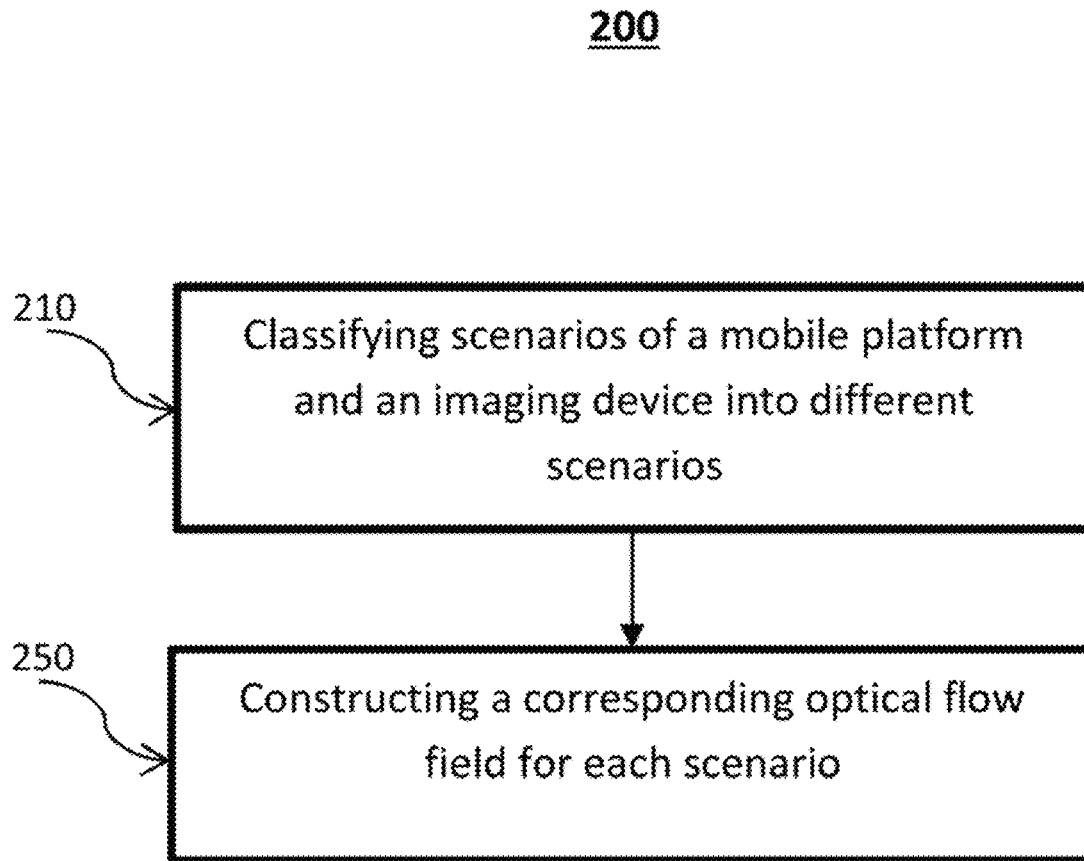 200
210
Classifying scenarios of a mobile platform
and an imaging device into different
scenarios
250
Constructing a corresponding optical flow
field for each scenario